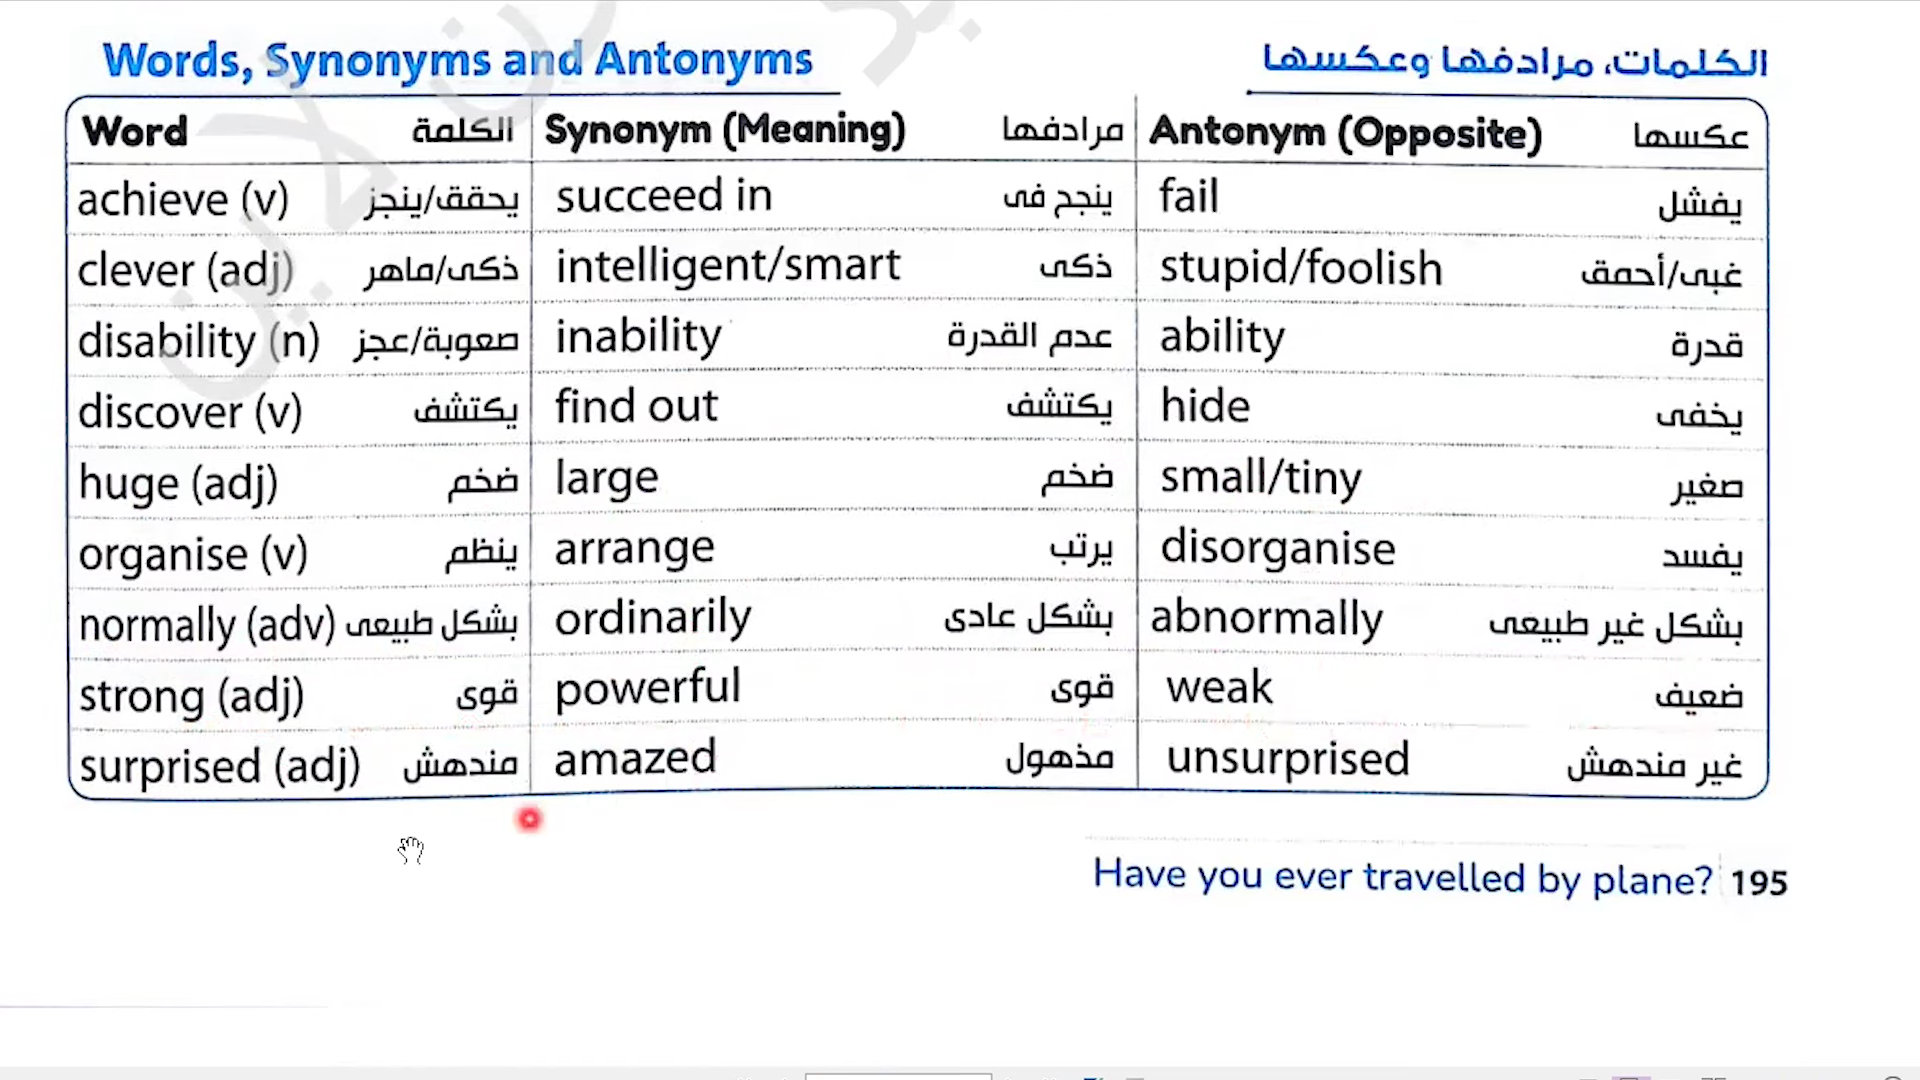 Words, Synonyms and Antonyms الكلمات، مرادفها وعكسها
Word الكلمة Synonym (Meaning) مرادفها Antonym (Opposite) عكسها
achieve (v) يحقق/ينجز succeed in ينجح فى fail يفشل
clever (adj) ذكى/ماهر intelligent/smart ذكى stupid/foolish غبى/أحمق
disability (n) صعوبة/عجز inability عدم القدرة ability قدرة
discover (v) يكتشف find out يكتشف hide يخفى
huge (adj) ضخم large ضخم small/tiny صغير
organise (v) ينظم arrange يرتب disorganise يفسد
normally (adv) بشكل طبيعى ordinarily بشكل عادى abnormally بشكل غير طبيعى
strong (adj) قوى powerful قوى weak ضعيف
surprised (adj) مندهش amazed مذهول unsurprised غير مندهش
Have you ever travelled by plane? 195